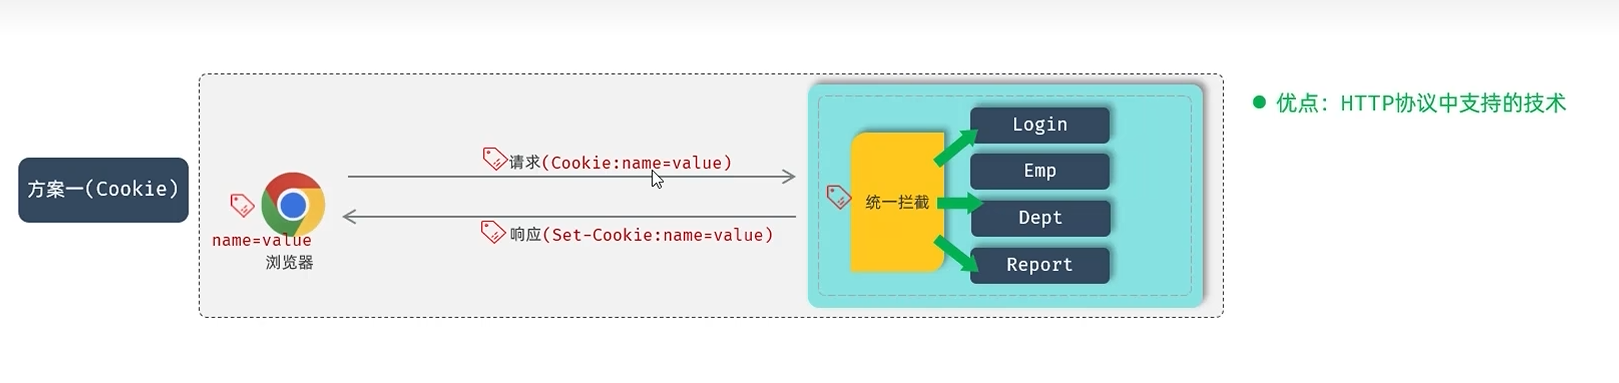 方案一(Cookie)
name=value
浏览器
请求(Cookie:name=value)
响应(Set-Cookie:name=value)
统一拦截
Login
Emp
Dept
Report
优点：HTTP协议中支持的技术